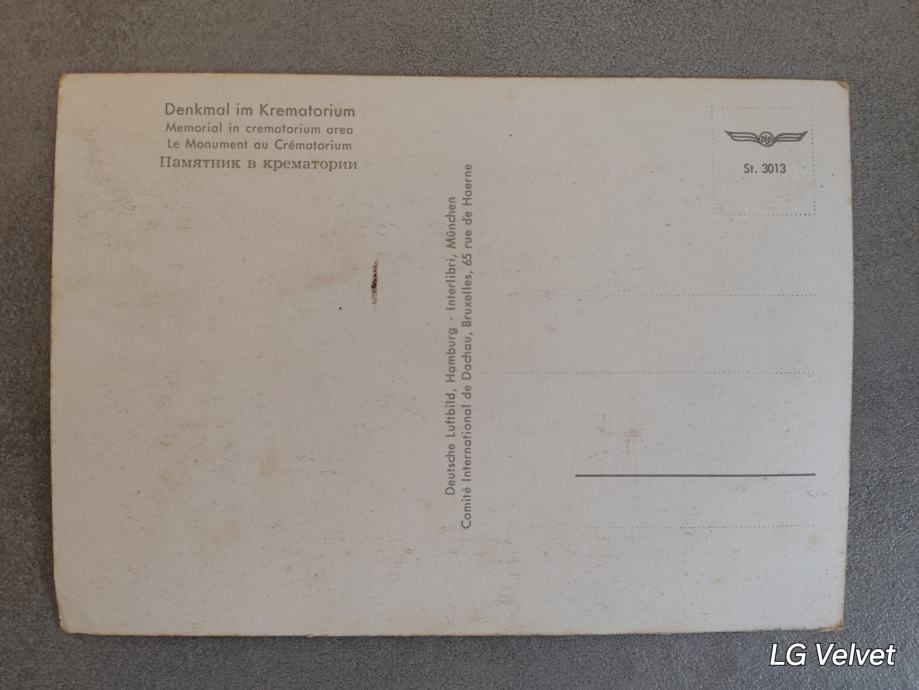 Denkmal im Krematorium
Memorial in crematorium area
Le Monument au Crématorium
Памятник в крематории
Deutsche Luftbild, Hamburg · Interlibri, München
Comité International de Dachau, Bruxelles, 65 rue de Haerne
St. 3013
LG Velvet